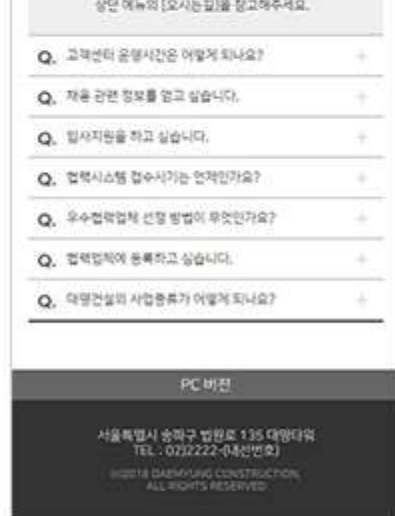 상단 메뉴의 [오시는길]을 참고해주세요.
Q. 고객센터 운영시간은 어떻게 되나요?
Q. 채용 관련 정보를 얻고 싶습니다.
Q. 입사지원을 하고 싶습니다.
Q. 협력시스템 접수시기는 언제인가요?
Q. 우수협력업체 선정 방법이 무엇인가요?
Q. 협력업체에 등록하고 싶습니다.
Q. 대명건설의 사업종류가 어떻게 되나요?
PC 버전
서울특별시 송파구 법원로 135 대명타워
TEL : 02)2222-(대선번호)
©2018 DAEMYUNG CONSTRUCTION,
ALL RIGHTS RESERVED